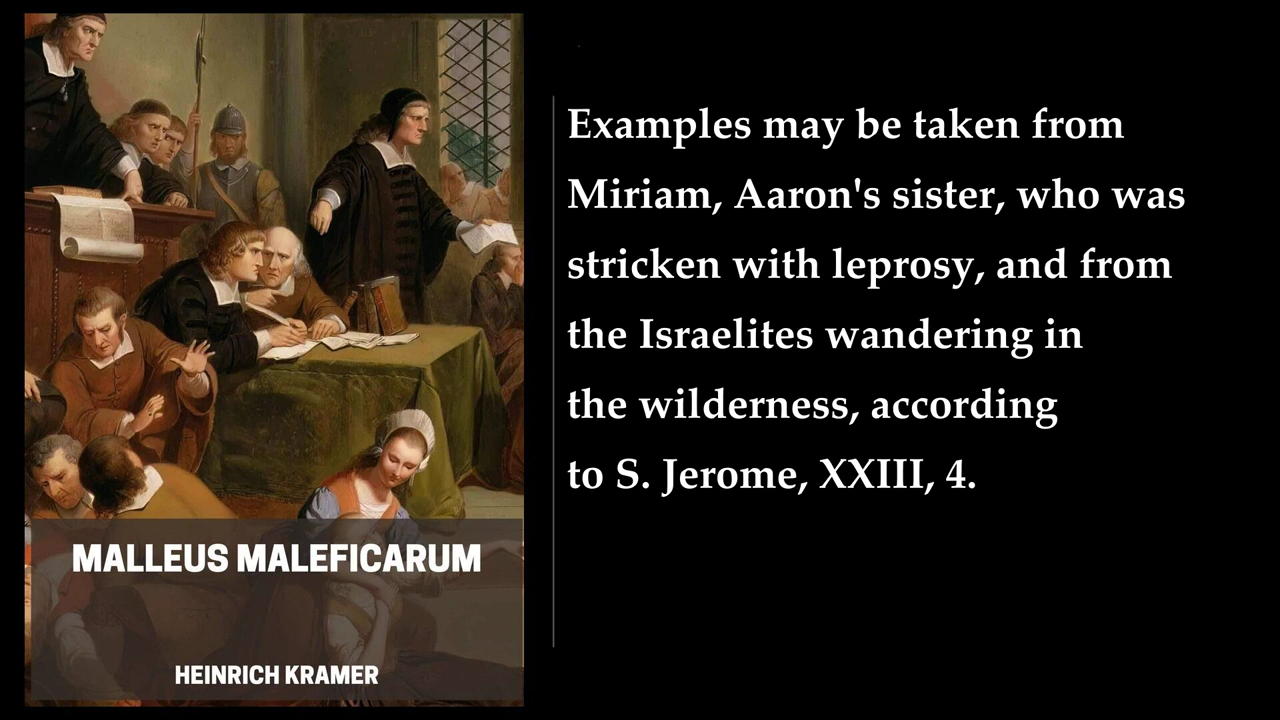 MALLEUS MALEFICARUM
HEINRICH KRAMER
Examples may be taken from
Miriam, Aaron's sister, who was
stricken with leprosy, and from
the Israelites wandering in
the wilderness, according
to S. Jerome, XXIII, 4.